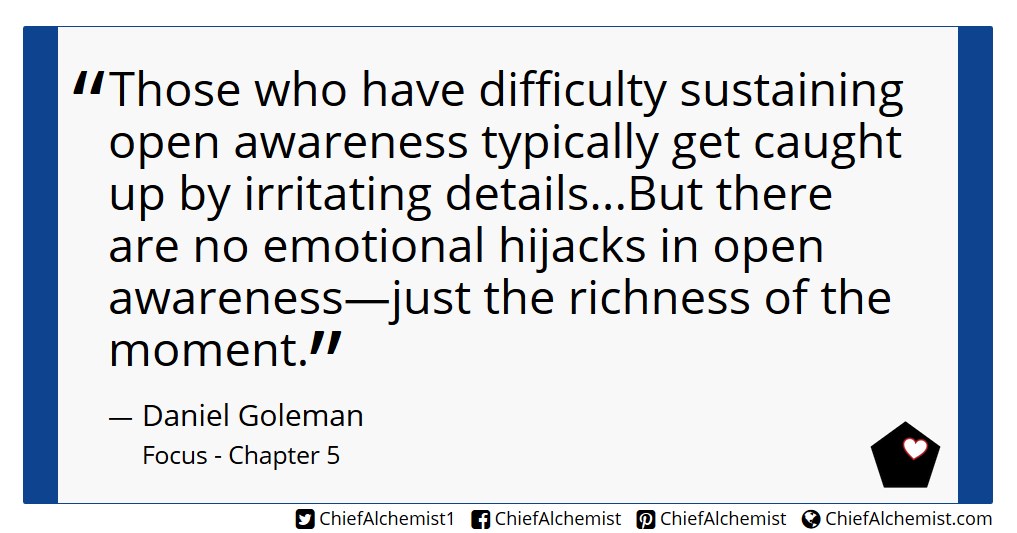 “Those who have difficulty sustaining
open awareness typically get caught
up by irritating details...But there
are no emotional hijacks in open
awareness—just the richness of the
moment.”
— Daniel Goleman
Focus - Chapter 5
ChiefAlchemist1 ChiefAlchemist ChiefAlchemist ChiefAlchemist.com